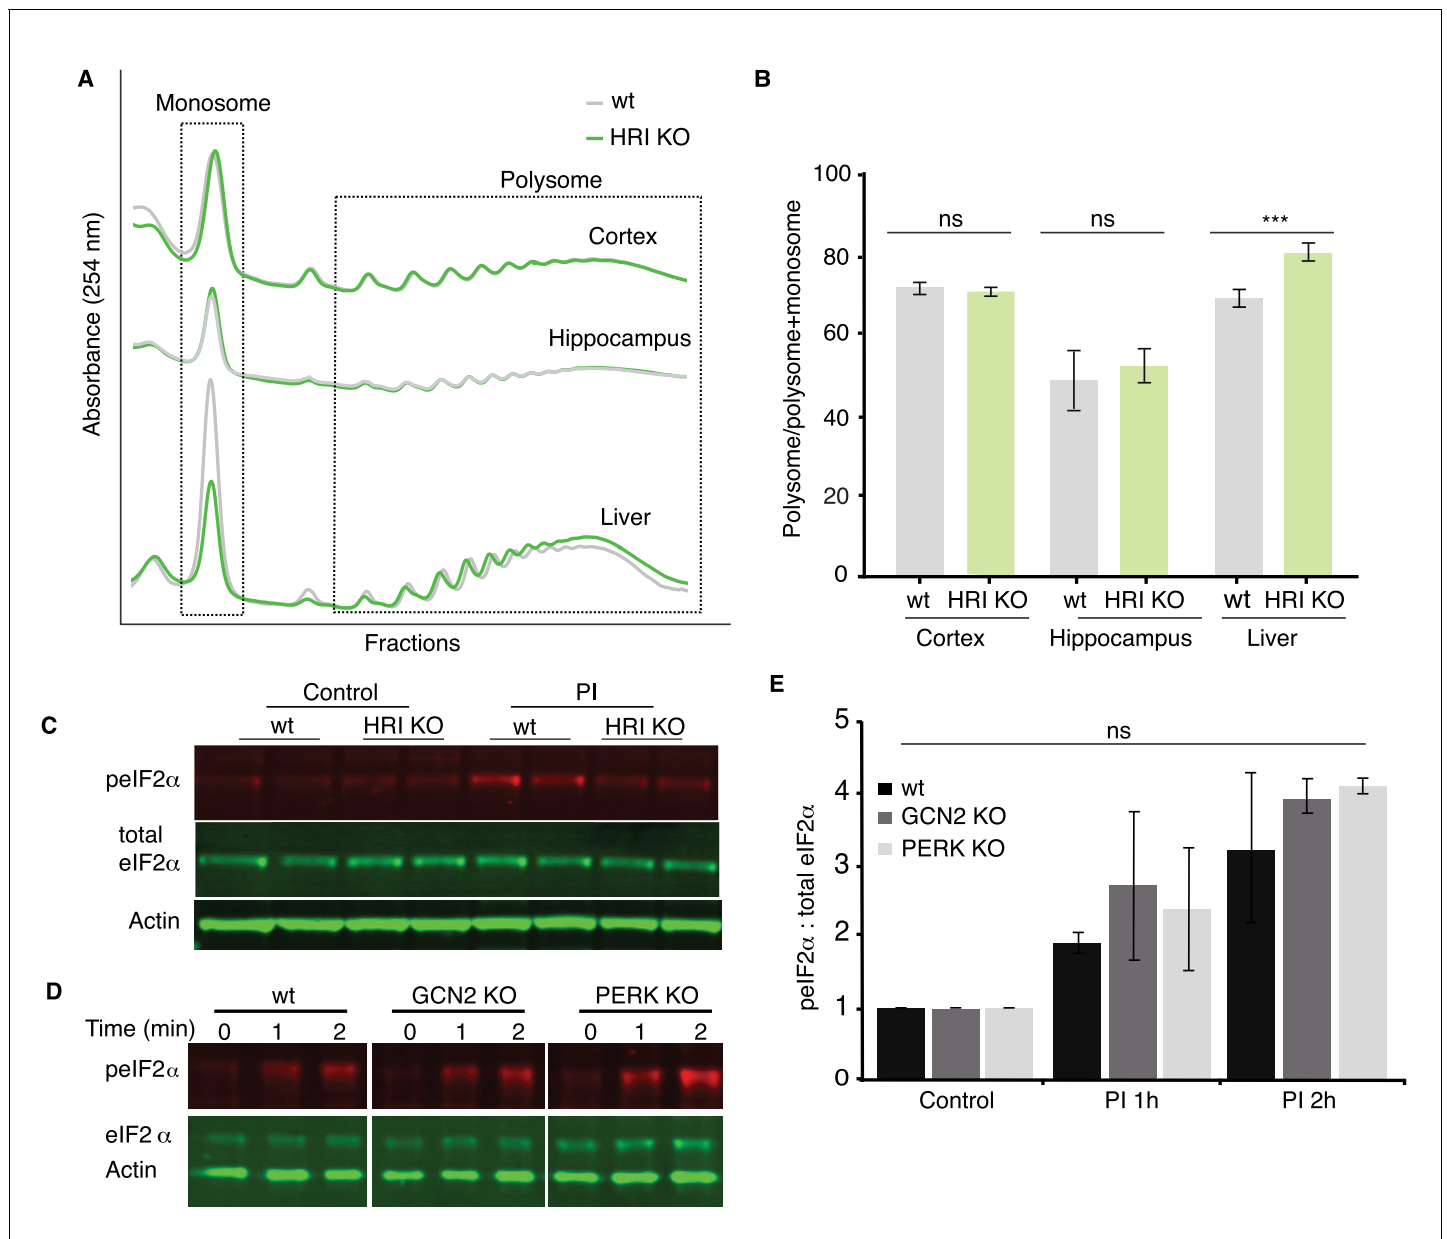 A
Monosome
wt
HRI KO
Polysome
Cortex
Hippocampus
Liver
Absorbance (254 nm)
Fractions
B
Polysome/polysome+monosome
100
80
60
40
20
0
ns
ns
***
wt HRI KO wt HRI KO wt HRI KO
Cortex Hippocampus Liver
C
Control PI
wt HRI KO wt HRI KO
peIF2α
total
eIF2α
Actin
D
wt GCN2 KO PERK KO
Time (min) 0 1 2 0 1 2 0 1 2
peIF2α
eIF2 α
Actin
E
peIF2α : total eIF2α
5
4
3
2
1
0
ns
wt
GCN2 KO
PERK KO
Control PI 1h PI 2h